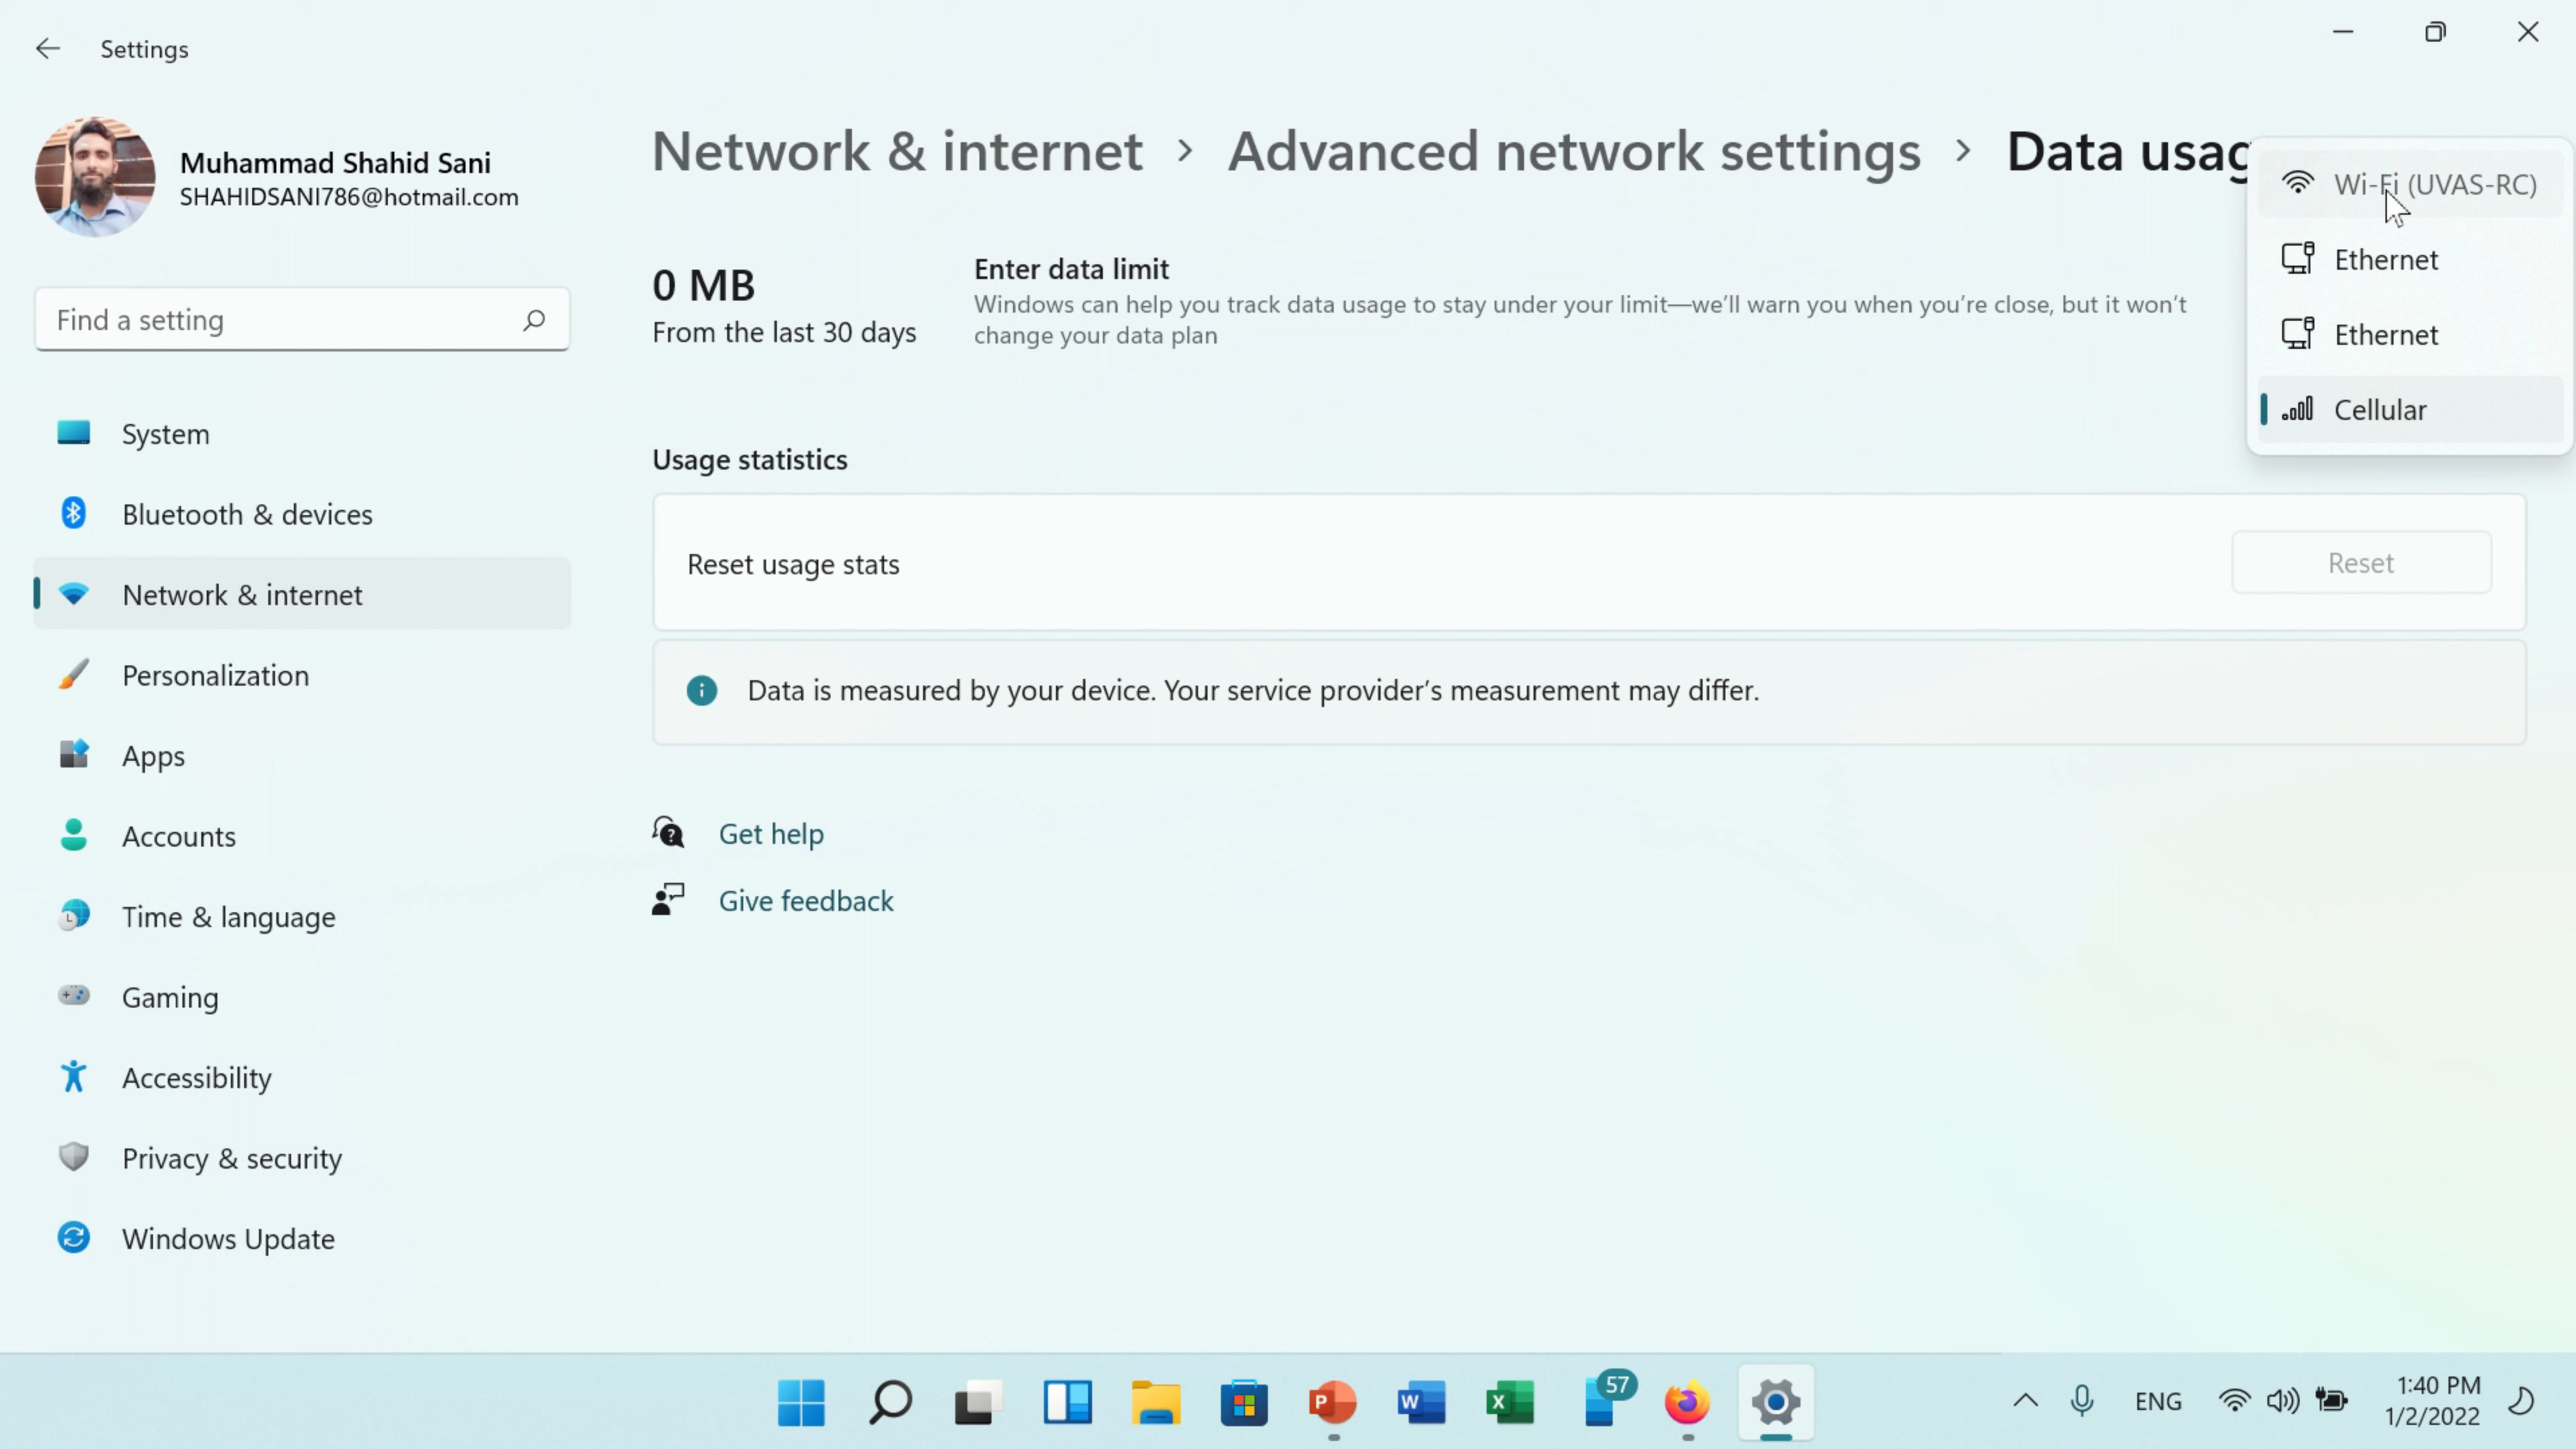 Settings
Muhammad Shahid Sani
SHAHIDSANI786@hotmail.com
Find a setting
System
Bluetooth & devices
Network & internet
Personalization
Apps
Accounts
Time & language
Gaming
Accessibility
Privacy & security
Windows Update
Network & internet › Advanced network settings › Data usag
Wi-Fi (UVAS-RC)
Ethernet
Ethernet
Cellular
0 MB
From the last 30 days
Enter data limit
Windows can help you track data usage to stay under your limit—we’ll warn you when you’re close, but it won’t
change your data plan
Usage statistics
Reset usage stats
Reset
Data is measured by your device. Your service provider’s measurement may differ.
Get help
Give feedback
P
W
X
57
ENG
1:40 PM
1/2/2022